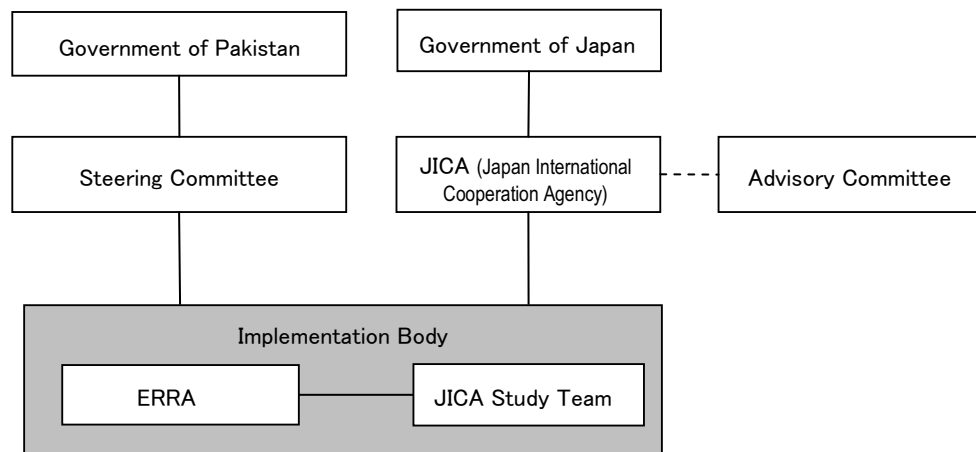 Government of Pakistan
Government of Japan
Steering Committee
JICA (Japan International
Cooperation Agency)
Advisory Committee
Implementation Body
ERRA
JICA Study Team